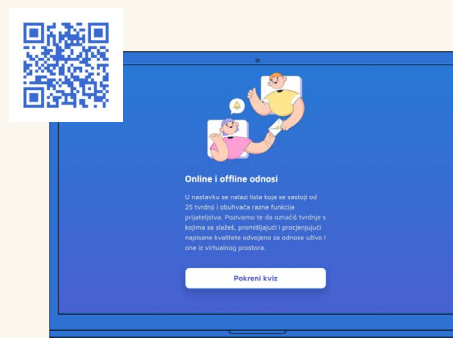 Online i offline odnosi
U nastavku se nalazi lista koja se sastoji od
25 tvrdnji i obuhvaća razne funkcije
prijateljstva. Pozivamo te da označiš tvrdnje s
kojima se slažeš, promišljajući i procjenjujući
napisane kvalitete odvojeno za odnose uživo i
one iz virtualnog prostora.
Pokreni kviz